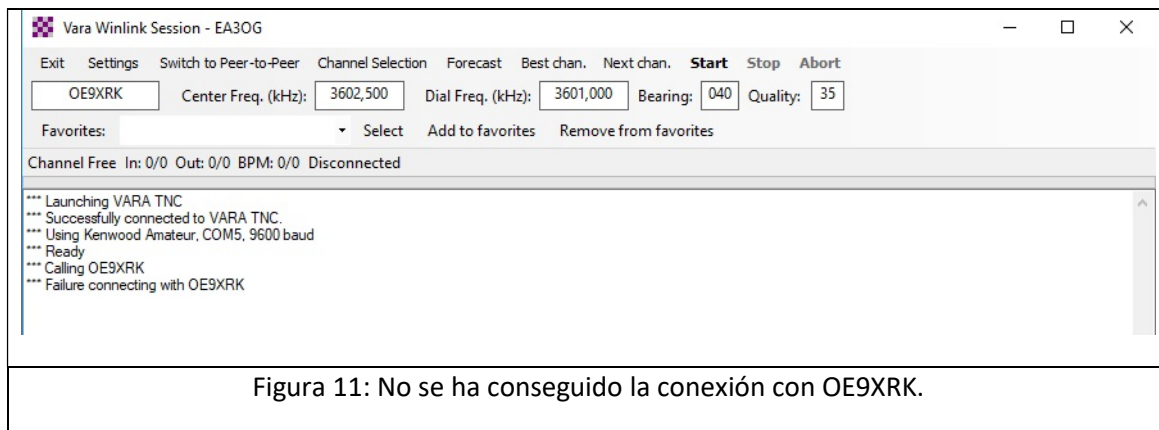 Vara Winlink Session - EA3OG
Exit Settings Switch to Peer-to-Peer Channel Selection Forecast Best chan. Next chan. Start Stop Abort
OE9XRK Center Freq. (kHz): 3602,500 Dial Freq. (kHz): 3601,000 Bearing: 040 Quality: 35
Favorites: Select Add to favorites Remove from favorites
Channel Free In: 0/0 Out: 0/0 BPM: 0/0 Disconnected
*** Launching VARA TNC
*** Successfully connected to VARA TNC.
*** Using Kenwood Amateur, COM5, 9600 baud
*** Ready
*** Calling OE9XRK
*** Failure connecting with OE9XRK
Figura 11: No se ha conseguido la conexión con OE9XRK.